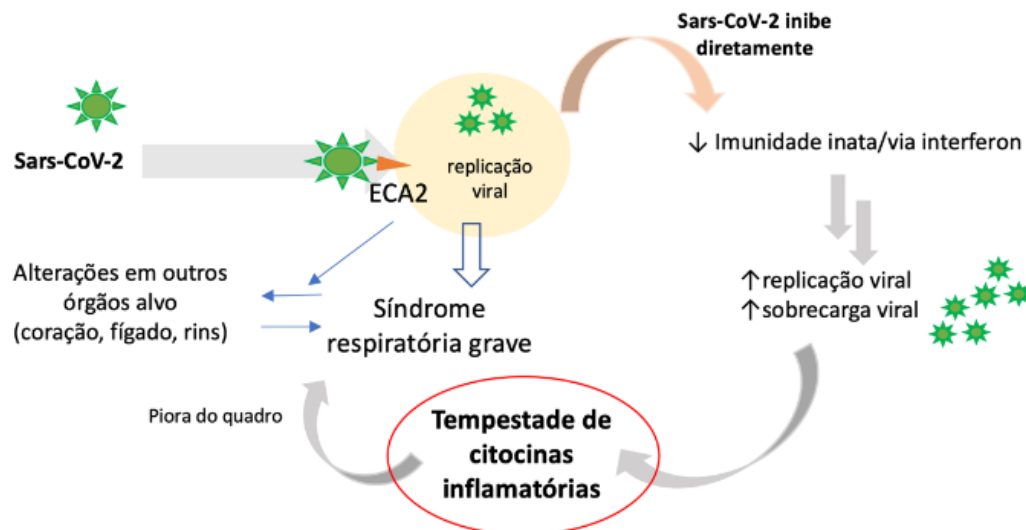 Sars-CoV-2 inibe
diretamente
Sars-CoV-2
ECA2
replicação
viral
↓ Imunidade inata/via interferon
Alterações em outros
órgãos alvo
(coração, fígado, rins)
Síndrome
respiratória grave
↑replicação viral
↑sobrecarga viral
Piora do quadro
Tempestade de
citocinas
inflamatórias